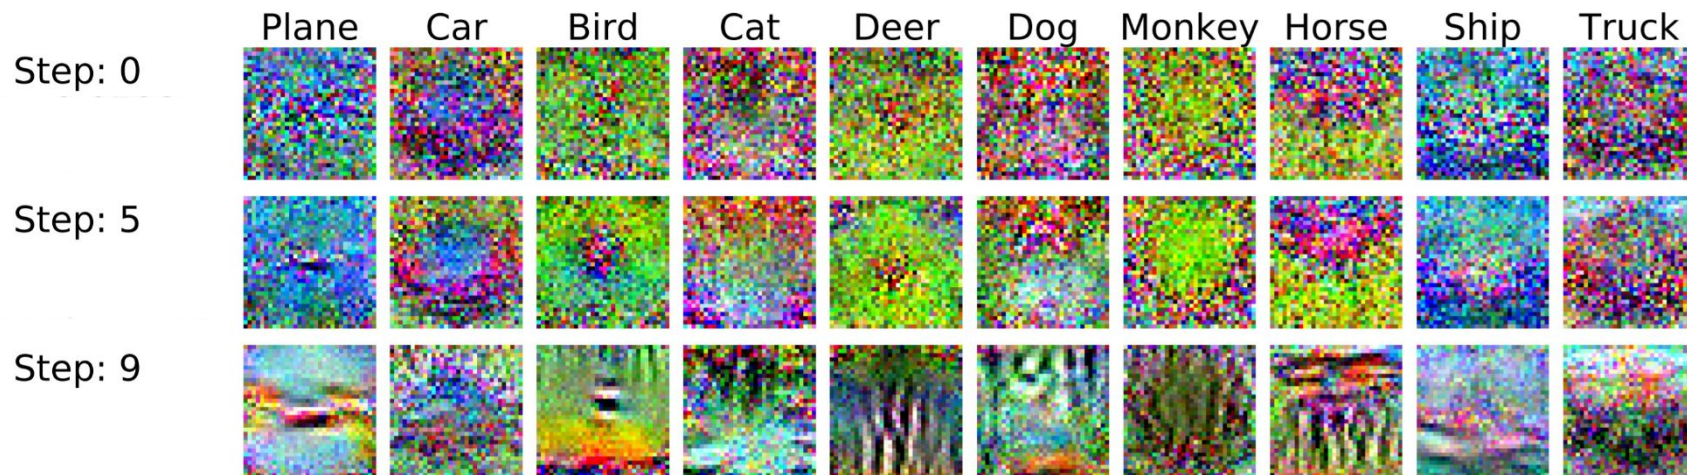 Plane Car Bird Cat Deer Dog Monkey Horse Ship Truck
Step: 0
Step: 5
Step: 9